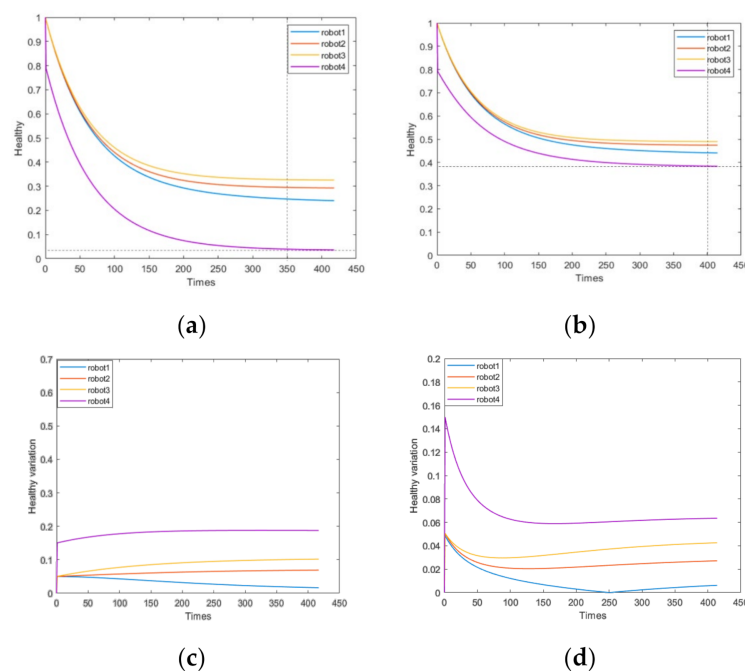 1
0.9
0.8
0.7
0.6
0.5
0.4
0.3
0.2
0.1
0
Healthy
0 50 100 150 200 250 300 350 400 450
Times
robot1
robot2
robot3
robot4
(a)
1
0.9
0.8
0.7
0.6
0.5
0.4
0.3
0.2
0.1
0
Healthy
0 50 100 150 200 250 300 350 400 450
Times
robot1
robot2
robot3
robot4
(b)
0.7
0.6
0.5
0.4
0.3
0.2
0.1
0
Healthy variation
0 50 100 150 200 250 300 350 400 450
Times
robot1
robot2
robot3
robot4
(c)
0.2
0.18
0.16
0.14
0.12
0.1
0.08
0.06
0.04
0.02
0
Healthy variation
0 50 100 150 200 250 300 350 400 450
Times
robot1
robot2
robot3
robot4
(d)